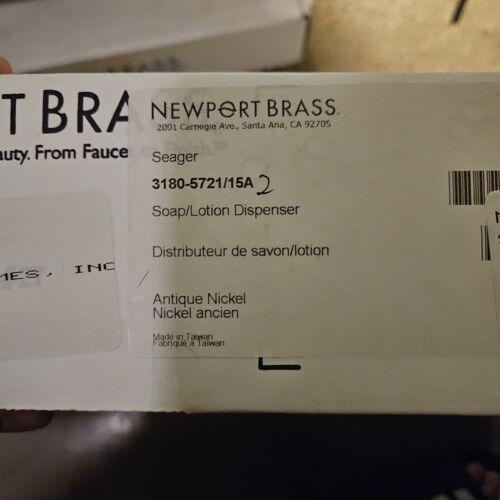 T BRA
auty. From Fauce
MES, INC
NEWPORT BRASS
2001 Carnegie Ave., Santa Ana, CA 92705
Seager
3180-5721/15A 2
Soap/Lotion Dispenser
Distributeur de savon/lotion
Antique Nickel
Nickel ancien
Made in Taiwan
Fabriqué à Taiwan